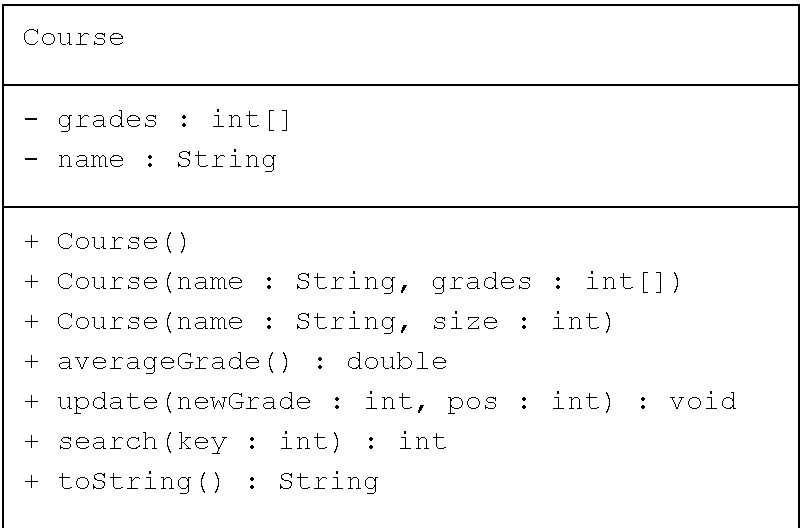 Course
- grades : int[]
- name : String
+ Course()
+ Course(name : String, grades : int[])
+ Course(name : String, size : int)
+ averageGrade() : double
+ update(newGrade : int, pos : int) : void
+ search(key : int) : int
+ toString() : String